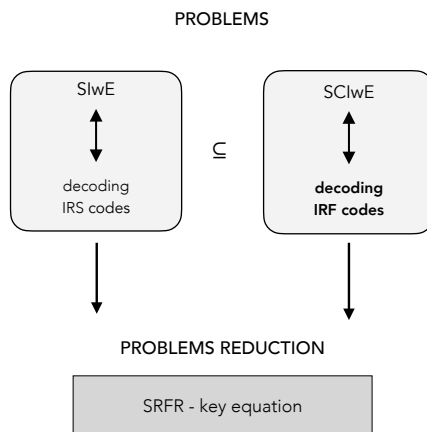 PROBLEMS
SIwE
SCIwE
⊆
decoding
IRS codes
decoding
IRF codes
PROBLEMS REDUCTION
SRFR - key equation